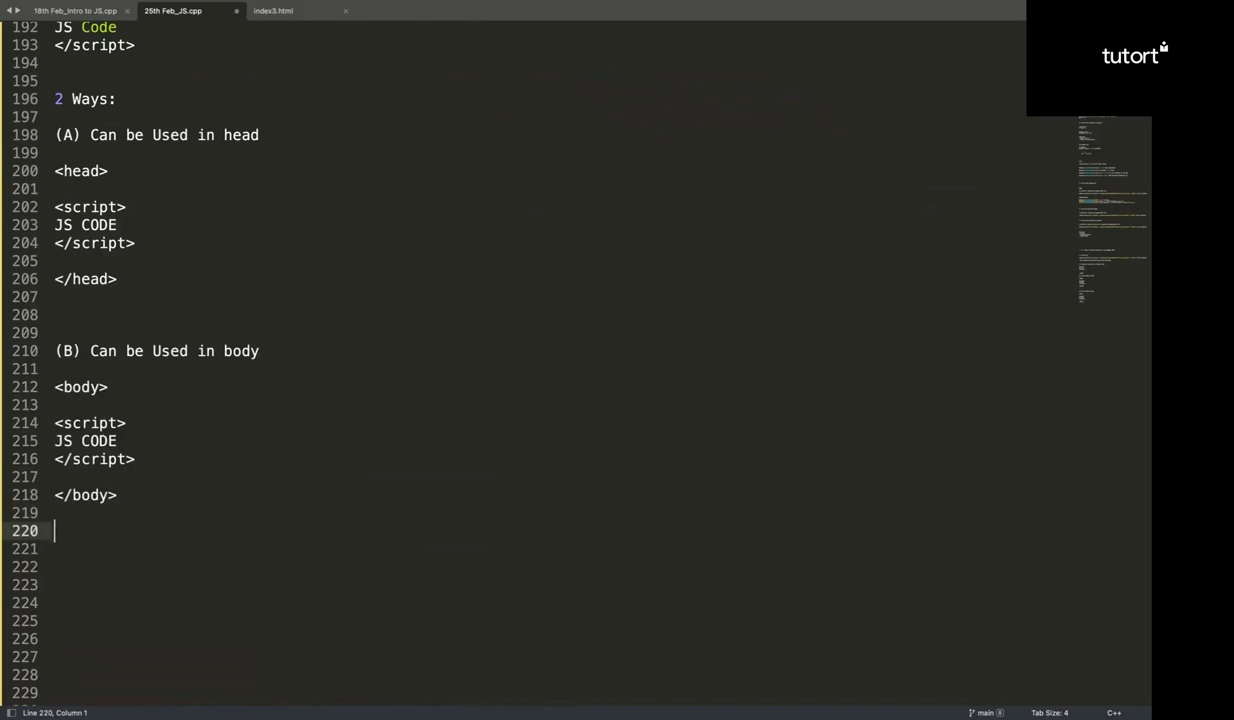 18th Feb_Intro to JS.cpp
25th Feb_JS.cpp
index3.html
tutort
192 JS Code
193 </script>
194
195
196 2 Ways:
197
198 (A) Can be Used in head
199
200 <head>
201
202 <script>
203 JS CODE
204 </script>
205
206 </head>
207
208
209
210 (B) Can be Used in body
211
212 <body>
213
214 <script>
215 JS CODE
216 </script>
217
218 </body>
219
220
221
222
223
224
225
226
227
228
229
Line 220, Column 1
main 8
Tab Size: 4
C++